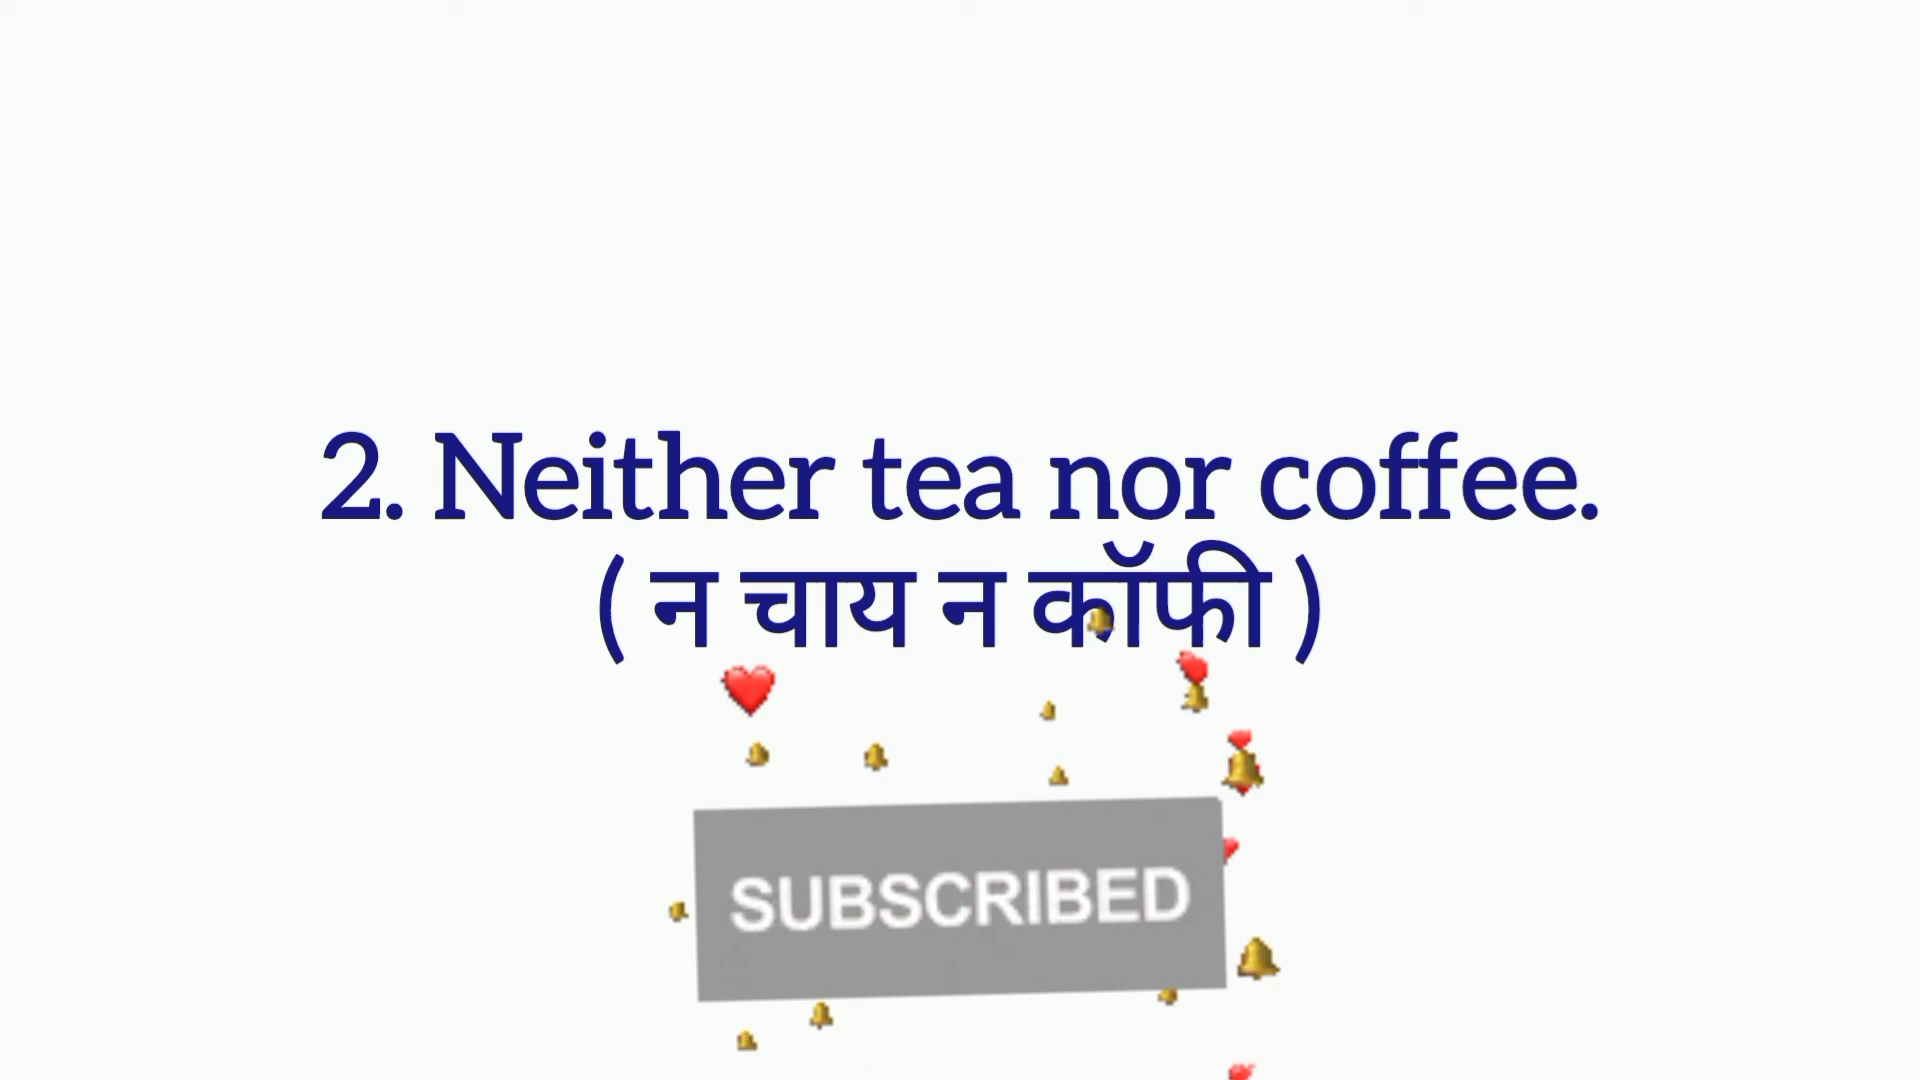 2. Neither tea nor coffee.
( न चाय न कॉफी )
SUBSCRIBED